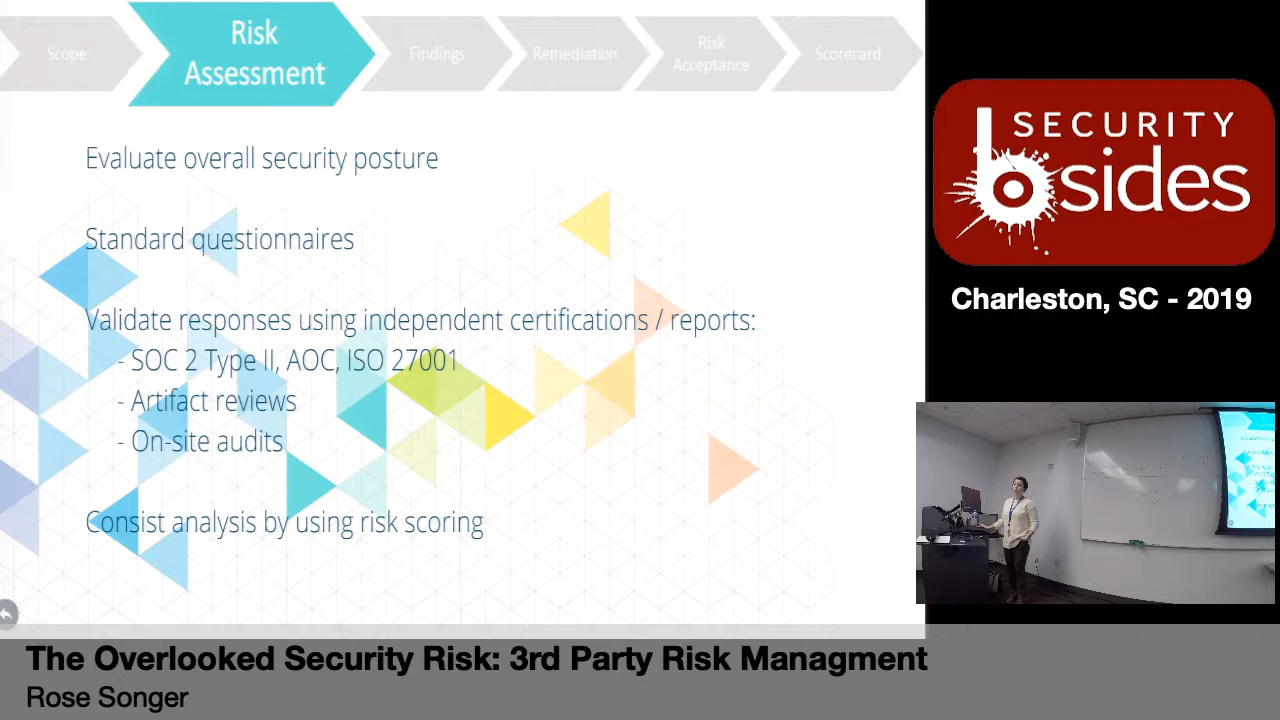 Scope
Risk
Assessment
Findings
Remediation
Risk
Acceptance
Scorecard
Evaluate overall security posture
Standard questionnaires
Validate responses using independent certifications / reports:
- SOC 2 Type II, AOC, ISO 27001
- Artifact reviews
- On-site audits
Consist analysis by using risk scoring
SECURITY
bsides
Charleston, SC - 2019
The Overlooked Security Risk: 3rd Party Risk Managment
Rose Songer